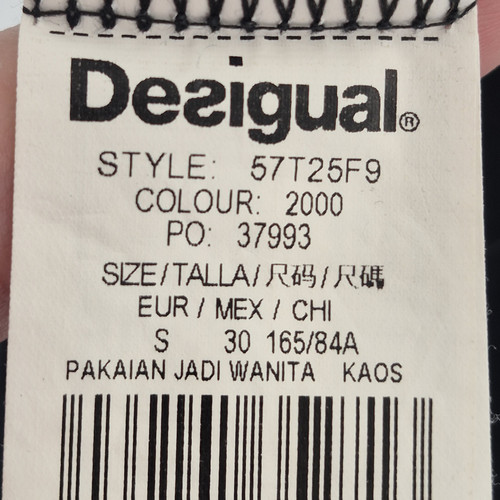 Desigual®
STYLE: 57T25F9
COLOUR: 2000
PO: 37993
SIZE/TALLA/尺码/尺碼
EUR / MEX / CHI
S 30 165/84A
PAKAIAN JADI WANITA KAOS